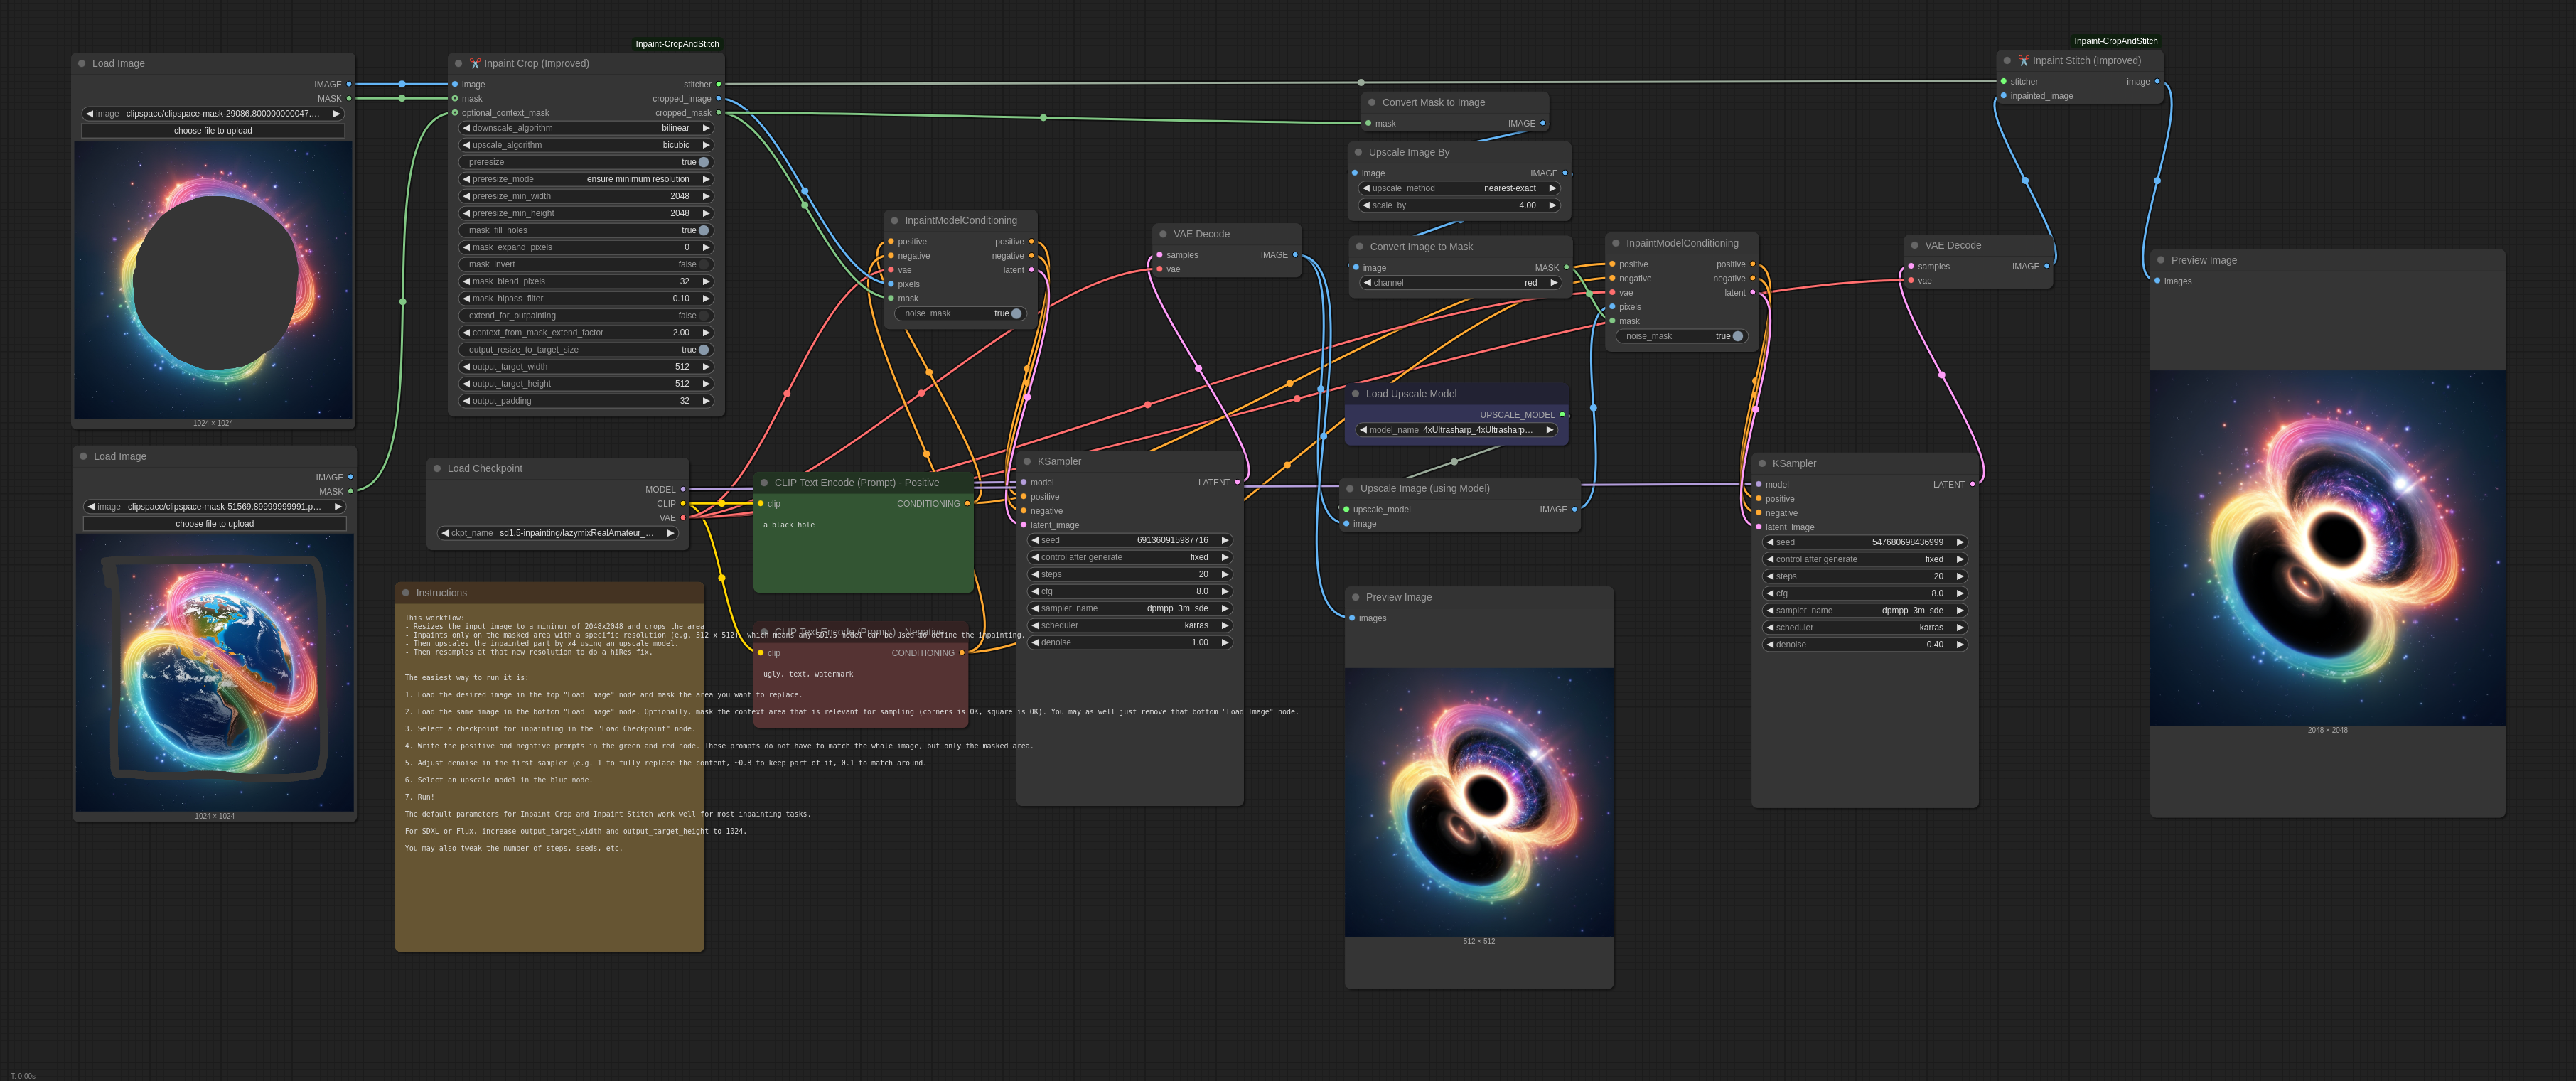 Load Image
IMAGE
MASK
image clipspace/clipspace-mask-29086.800000000047....
choose file to upload
1024 × 1024
Load Image
IMAGE
MASK
image clipspace/clipspace-mask-51569.89999999991.p...
choose file to upload
1024 × 1024
Inpaint-CropAndStitch
Inpaint Crop (Improved)
image stitcher
mask cropped_image
optional_context_mask cropped_mask
downscale_algorithm bilinear
upscale_algorithm bicubic
preresize true
preresize_mode ensure minimum resolution
preresize_min_width 2048
preresize_min_height 2048
mask_fill_holes true
mask_expand_pixels 0
mask_invert false
mask_blend_pixels 32
mask_hipass_filter 0.10
extend_for_outpainting false
context_from_mask_extend_factor 2.00
output_resize_to_target_size true
output_target_width 512
output_target_height 512
output_padding 32
Load Checkpoint
MODEL
CLIP
VAE
ckpt_name sd1.5-inpainting/lazymixRealAmateur_...
Instructions
This workflow:
- Resizes the input image to a minimum of 2048x2048 and crops the area
- Inpaints only on the masked area with a specific resolution (e.g. 512 x 512), which means any SD1.5 model can be used to define the inpainting.
- Then upscales the inpainted part by x4 using an upscale model.
- Then resamples at that new resolution to do a hiRes fix.
The easiest way to run it is:
1. Load the desired image in the top "Load Image" node and mask the area you want to replace.
2. Load the same image in the bottom "Load Image" node. Optionally, mask the context area that is relevant for sampling (corners is OK, square is OK). You may as well just remove that bottom "Load Image" node.
3. Select a checkpoint for inpainting in the "Load Checkpoint" node.
4. Write the positive and negative prompts in the green and red node. These prompts do not have to match the whole image, but only the masked area.
5. Adjust denoise in the first sampler (e.g. 1 to fully replace the content, ~0.8 to keep part of it, 0.1 to match around.
6. Select an upscale model in the blue node.
7. Run!
The default parameters for Inpaint Crop and Inpaint Stitch work well for most inpainting tasks.
For SDXL or Flux, increase output_target_width and output_target_height to 1024.
You may also tweak the number of steps, seeds, etc.
InpaintModelConditioning
positive positive
negative negative
vae latent
pixels
mask
noise_mask true
CLIP Text Encode (Prompt) - Positive
clip CONDITIONING
a black hole
CLIP Text Encode (Prompt) - Negative
clip CONDITIONING
ugly, text, watermark
KSampler
model LATENT
positive
negative
latent_image
seed 691360915987716
control after generate fixed
steps 20
cfg 8.0
sampler_name dpmpp_3m_sde
scheduler karras
denoise 1.00
VAE Decode
samples IMAGE
vae
Convert Mask to Image
mask IMAGE
Upscale Image By
image IMAGE
upscale_method nearest-exact
scale_by 4.00
Convert Image to Mask
image MASK
channel red
Load Upscale Model
UPSCALE_MODEL
model_name 4xUltrasharp_4xUltrasharp...
Upscale Image (using Model)
upscale_model IMAGE
image
Preview Image
images
512 × 512
InpaintModelConditioning
positive positive
negative negative
vae latent
pixels
mask
noise_mask true
KSampler
model LATENT
positive
negative
latent_image
seed 547680698436999
control after generate fixed
steps 20
cfg 8.0
sampler_name dpmpp_3m_sde
scheduler karras
denoise 0.40
VAE Decode
samples IMAGE
vae
Inpaint-CropAndStitch
Inpaint Stitch (Improved)
stitcher image
inpainted_image
Preview Image
images
2048 × 2048
T: 0.00s